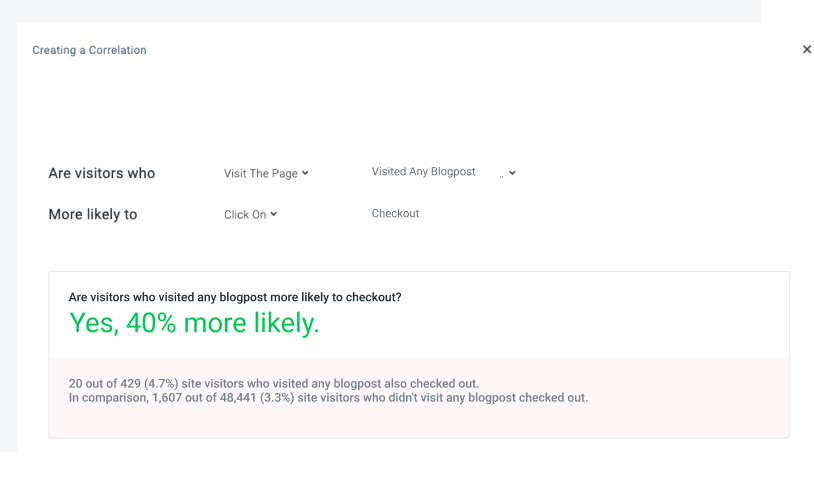 Creating a Correlation
Are visitors who Visit The Page Visited Any Blogpost ..
More likely to Click On Checkout
Are visitors who visited any blogpost more likely to checkout?
Yes, 40% more likely.
20 out of 429 (4.7%) site visitors who visited any blogpost also checked out.
In comparison, 1,607 out of 48,441 (3.3%) site visitors who didn't visit any blogpost checked out.